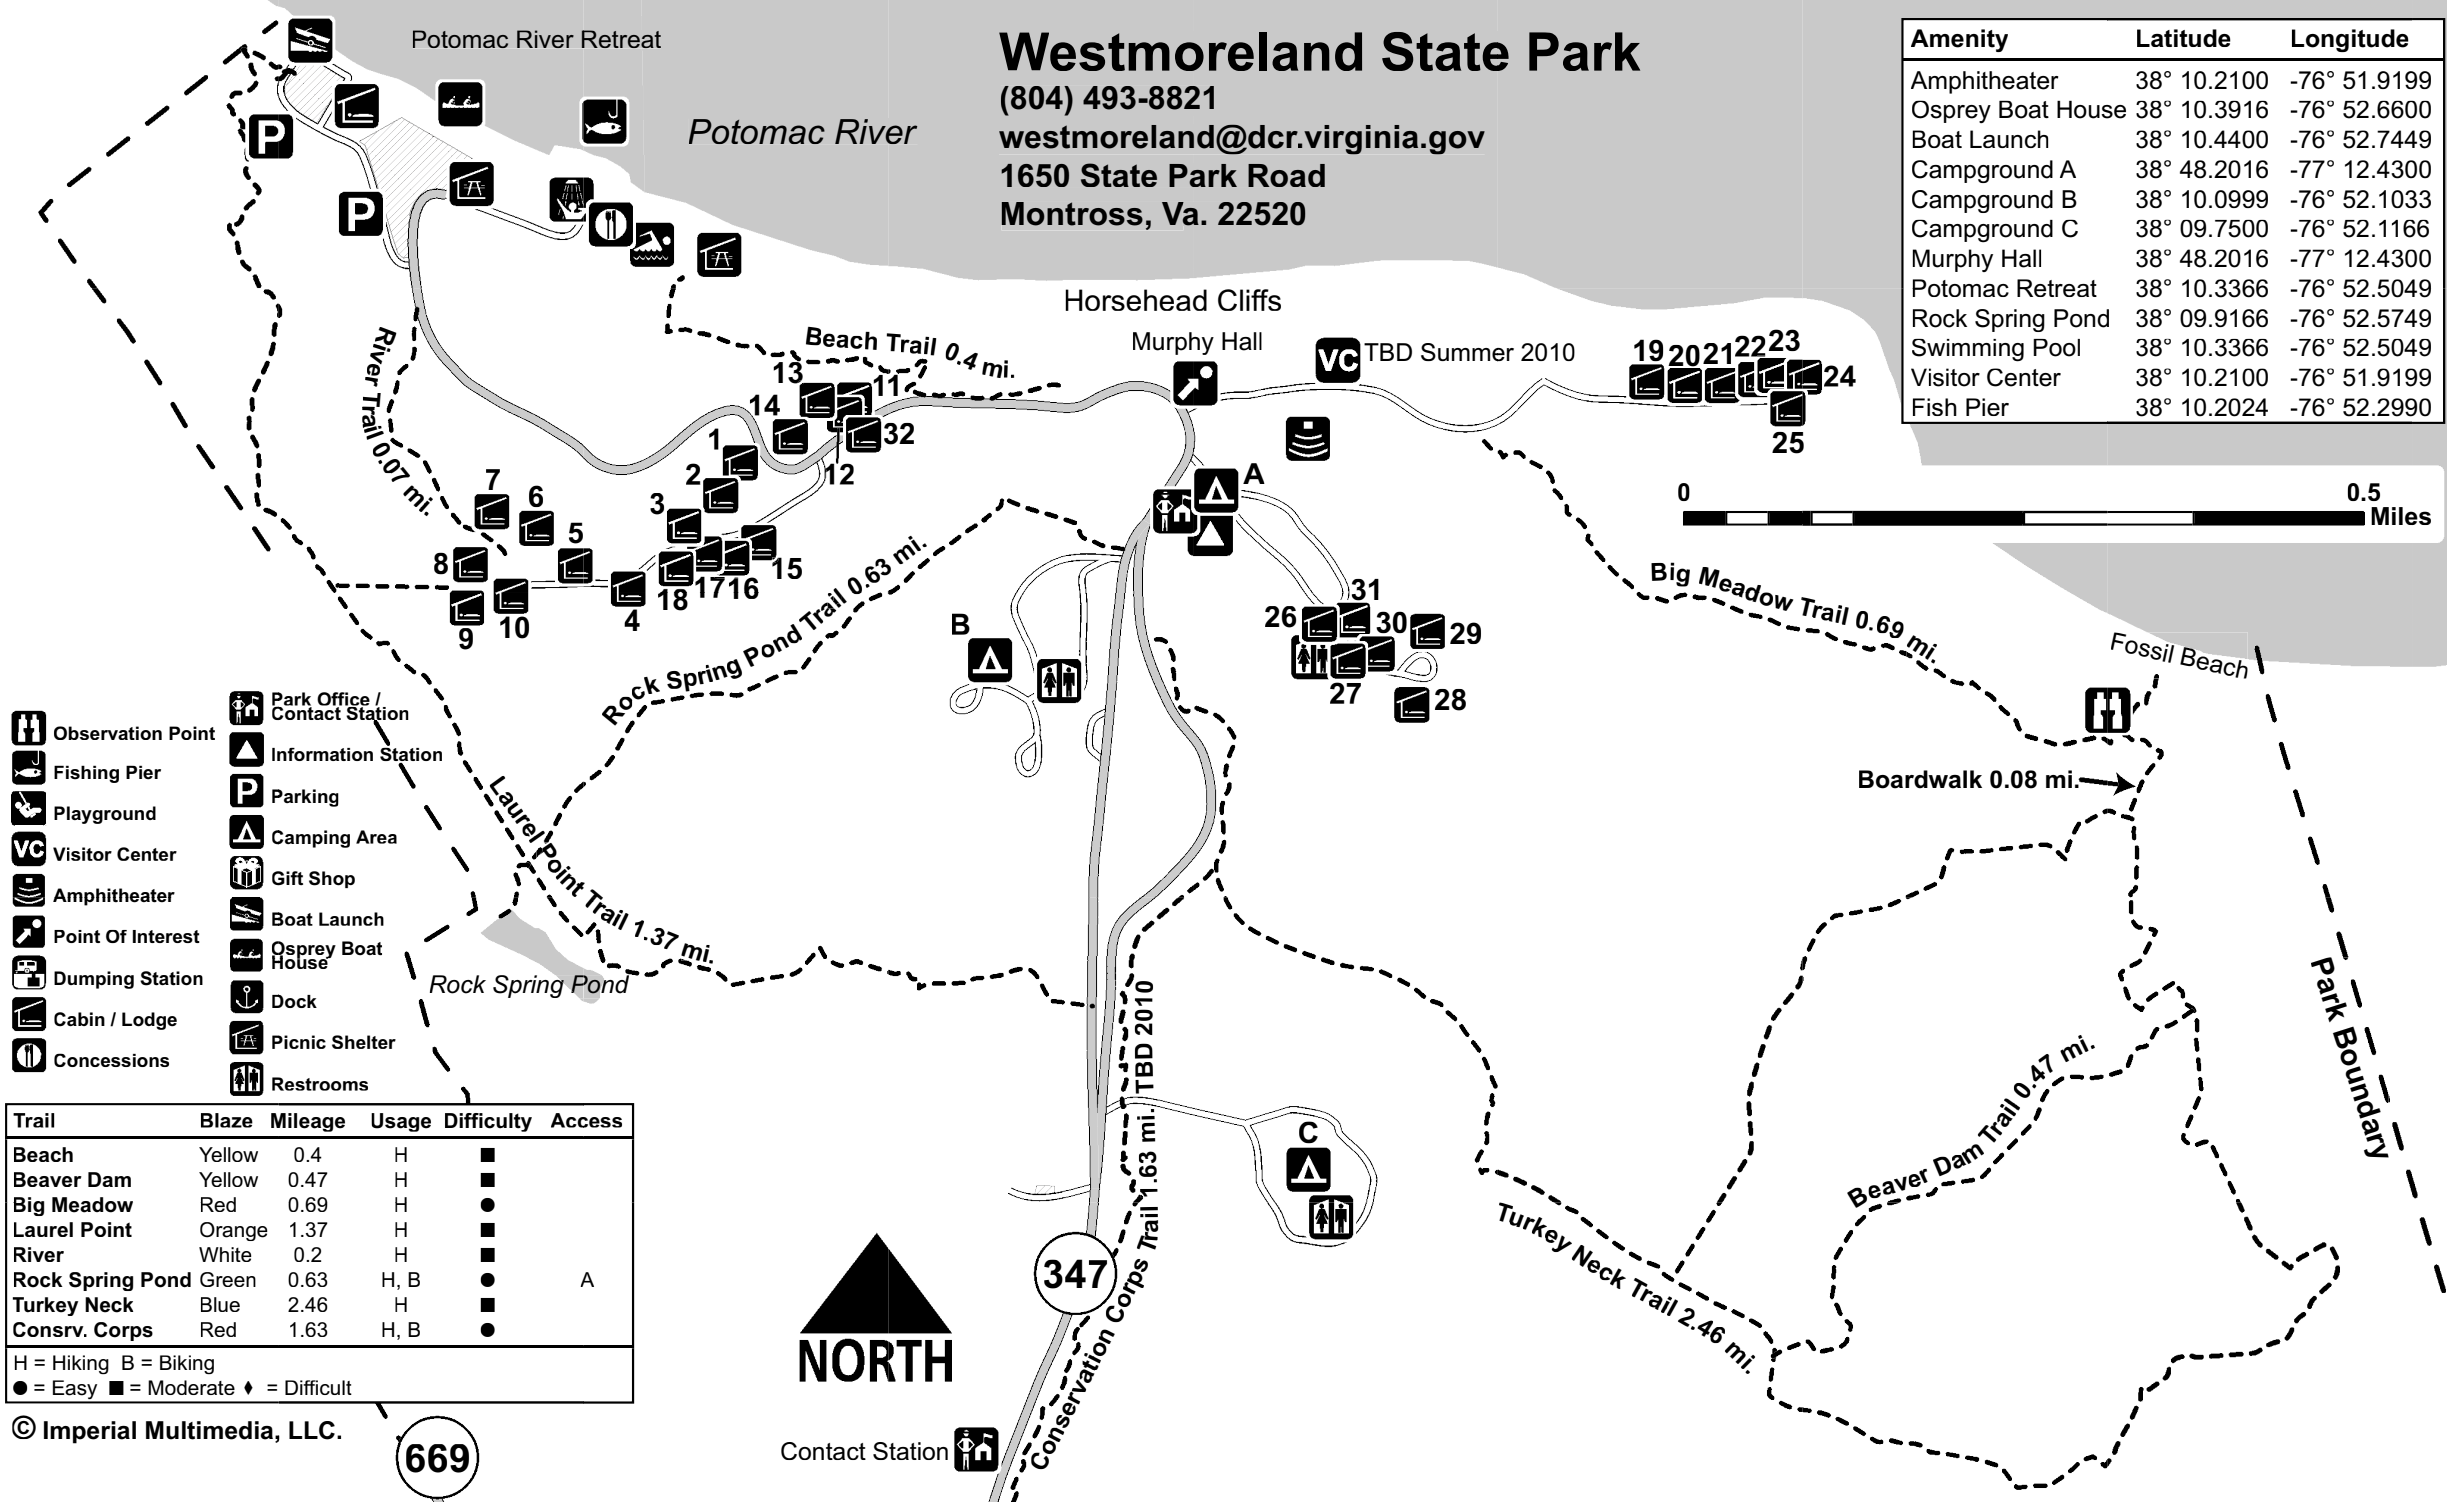 Potomac River Retreat
Potomac River
Westmoreland State Park
(804) 493-8821
westmoreland@dcr.virginia.gov
1650 State Park Road
Montross, Va. 22520
Amenity Latitude Longitude
Amphitheater 38° 10.2100 -76° 51.9199
Osprey Boat House 38° 10.3916 -76° 52.6600
Boat Launch 38° 10.4400 -76° 52.7449
Campground A 38° 48.2016 -77° 12.4300
Campground B 38° 10.0999 -76° 52.1033
Campground C 38° 09.7500 -76° 52.1166
Murphy Hall 38° 48.2016 -77° 12.4300
Potomac Retreat 38° 10.3366 -76° 52.5049
Rock Spring Pond 38° 09.9166 -76° 52.5749
Swimming Pool 38° 10.3366 -76° 52.5049
Visitor Center 38° 10.2100 -76° 51.9199
Fish Pier 38° 10.2024 -76° 52.2990
P
P
Horsehead Cliffs
Murphy Hall
VC TBD Summer 2010
Beach Trail 0.4 mi.
River Trail 0.07 mi.
19 20 21 22 23
24
25
13
11
14
32
12
1
2
3
7
6
5
8
9
10
4
18 17 16
15
A
0 0.5
Miles
Rock Spring Pond Trail 0.63 mi.
B
31
26
30
29
27
28
Big Meadow Trail 0.69 mi.
Fossil Beach
Boardwalk 0.08 mi.
Laurel Point Trail 1.37 mi.
Rock Spring Pond
Conservation Corps Trail 1.63 mi. TBD 2010
C
Turkey Neck Trail 2.46 mi.
Beaver Dam Trail 0.47 mi.
Park Boundary
347
NORTH
Contact Station
Observation Point
Fishing Pier
Playground
VC Visitor Center
Amphitheater
Point Of Interest
Dumping Station
Cabin / Lodge
Concessions
Park Office /
Contact Station
Information Station
P Parking
Camping Area
Gift Shop
Boat Launch
Osprey Boat
House
Dock
Picnic Shelter
Restrooms
Trail Blaze Mileage Usage Difficulty Access
Beach Yellow 0.4 H ■
Beaver Dam Yellow 0.47 H ■
Big Meadow Red 0.69 H ●
Laurel Point Orange 1.37 H ■
River White 0.2 H ■
Rock Spring Pond Green 0.63 H, B ● A
Turkey Neck Blue 2.46 H ■
Consrv. Corps Red 1.63 H, B ●
H = Hiking B = Biking
● = Easy ■ = Moderate ♦ = Difficult
© Imperial Multimedia, LLC.
669